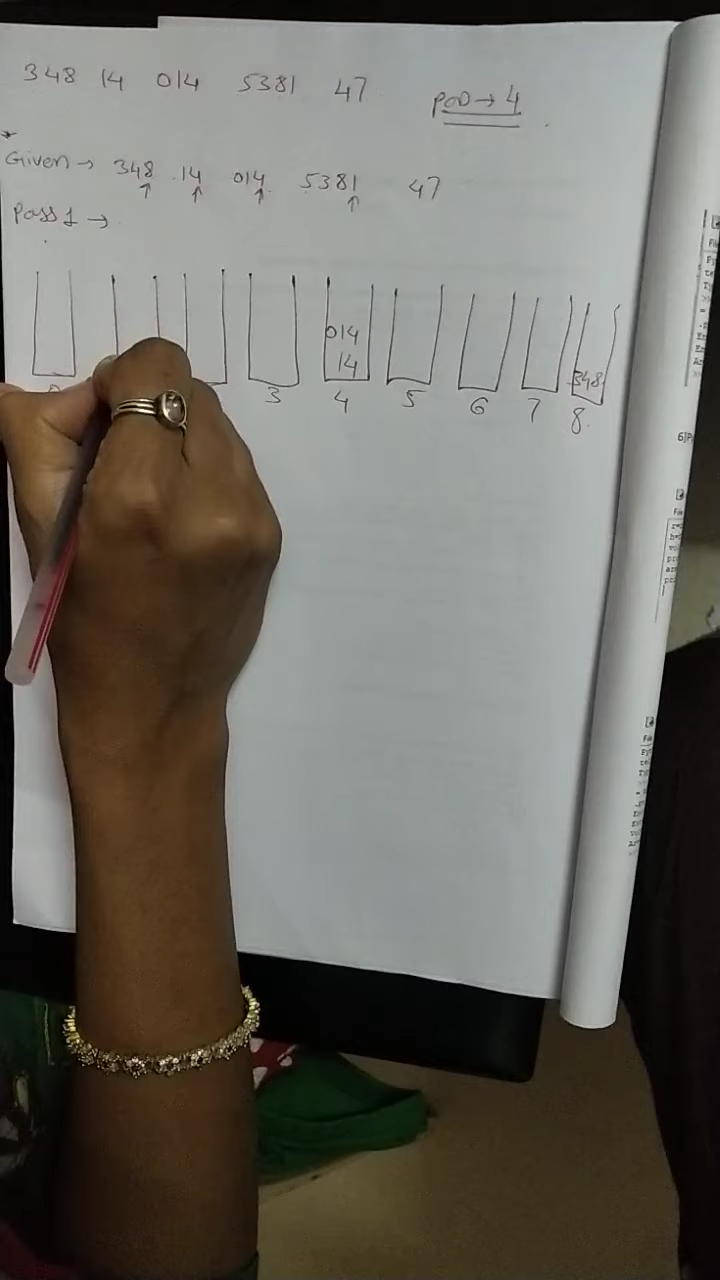 348 14 014 5381 47 POD → 4
*
Given → 348 14 014 5381 47
Pass 1 →
014
14 348
3 4 5 6 7 8